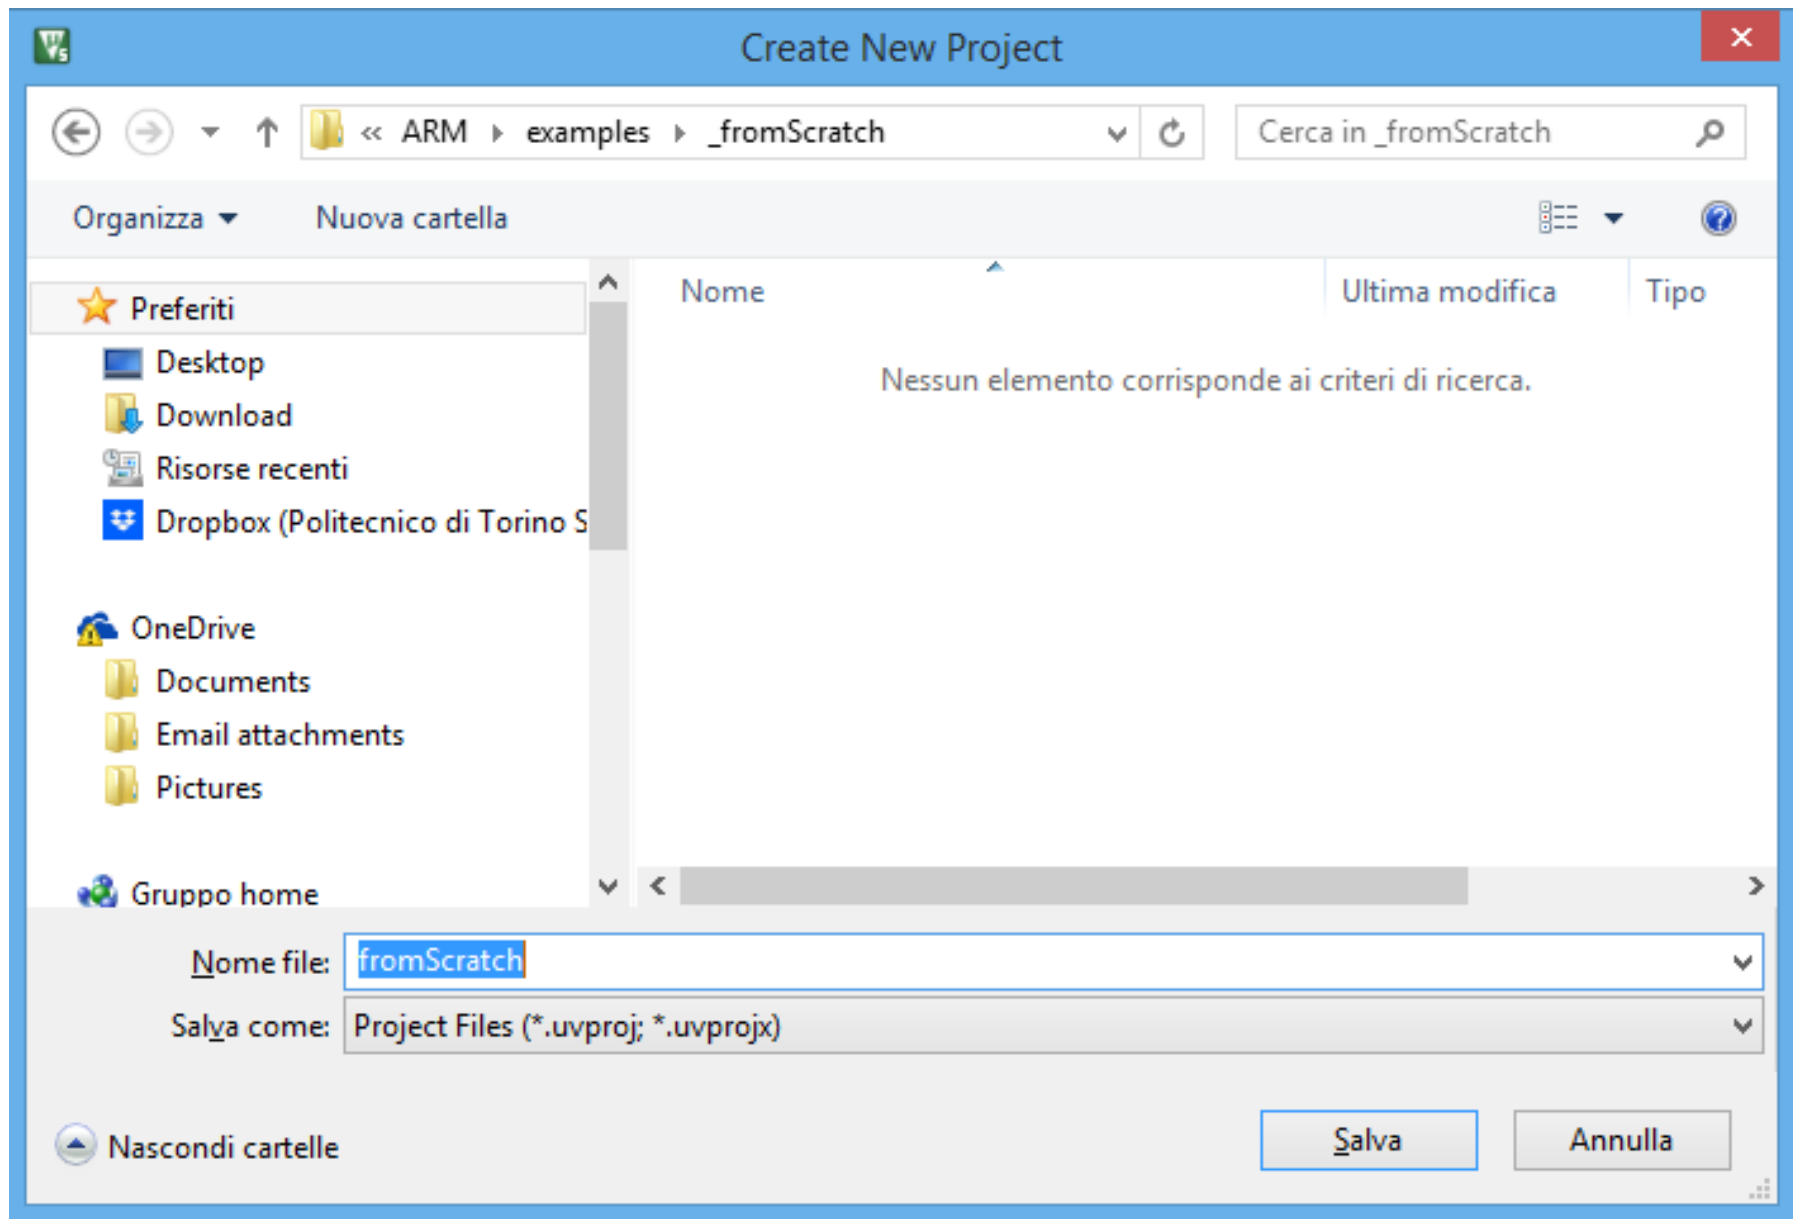 Create New Project
« ARM examples _fromScratch
Cerca in _fromScratch
Organizza Nuova cartella
Nome Ultima modifica Tipo
Nessun elemento corrisponde ai criteri di ricerca.
Preferiti
Desktop
Download
Risorse recenti
Dropbox (Politecnico di Torino S
OneDrive
Documents
Email attachments
Pictures
Gruppo home
Nome file: fromScratch
Salva come: Project Files (*.uvproj; *.uvprojx)
Nascondi cartelle
Salva Annulla